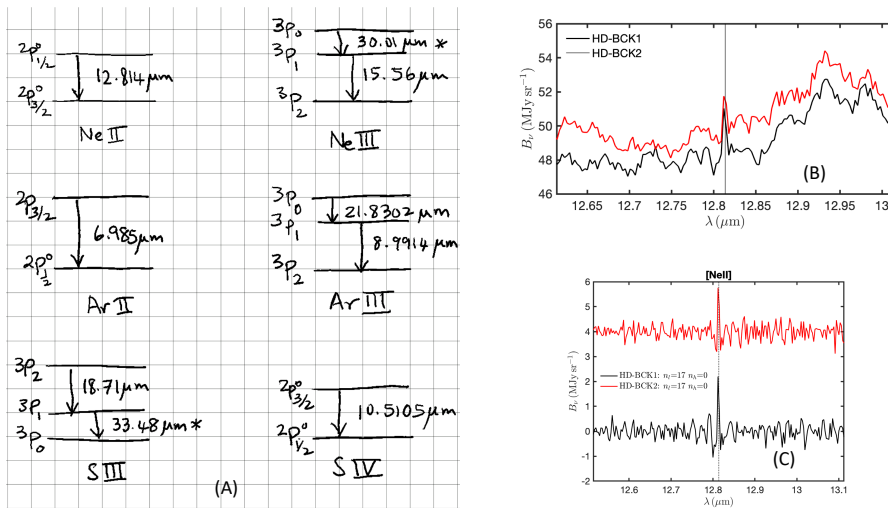 ²P°₁/₂
12.814 μm
²P°₃/₂
Ne II
³P₀
30.01 μm *
³P₁
15.56 μm
³P₂
Ne III
²P₃/₂
6.985 μm
²P°₁/₂
Ar II
³P₀
21.8302 μm
³P₁
8.9914 μm
³P₂
Ar III
³P₂
18.71 μm
³P₁
33.48 μm *
³P₀
S III
²P°₃/₂
10.5105 μm
²P°₁/₂
S IV
(A)
56
54
52
50
48
46
Bᵥ (MJy sr⁻¹)
HD-BCK1
HD-BCK2
(B)
12.65 12.7 12.75 12.8 12.85 12.9 12.95 13
λ (μm)
[NeII]
6
5
4
3
2
1
0
-1
-2
Bᵥ (MJy sr⁻¹)
HD-BCK1: nₗ=17 nₕ=0
HD-BCK2: nₗ=17 nₕ=0
(C)
12.6 12.7 12.8 12.9 13 13.1
λ (μm)